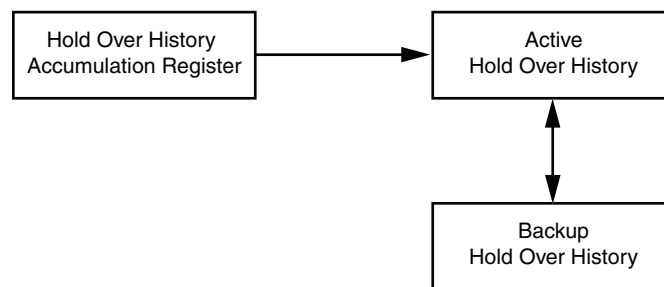 Hold Over History
Accumulation Register
Active
Hold Over History
Backup
Hold Over History